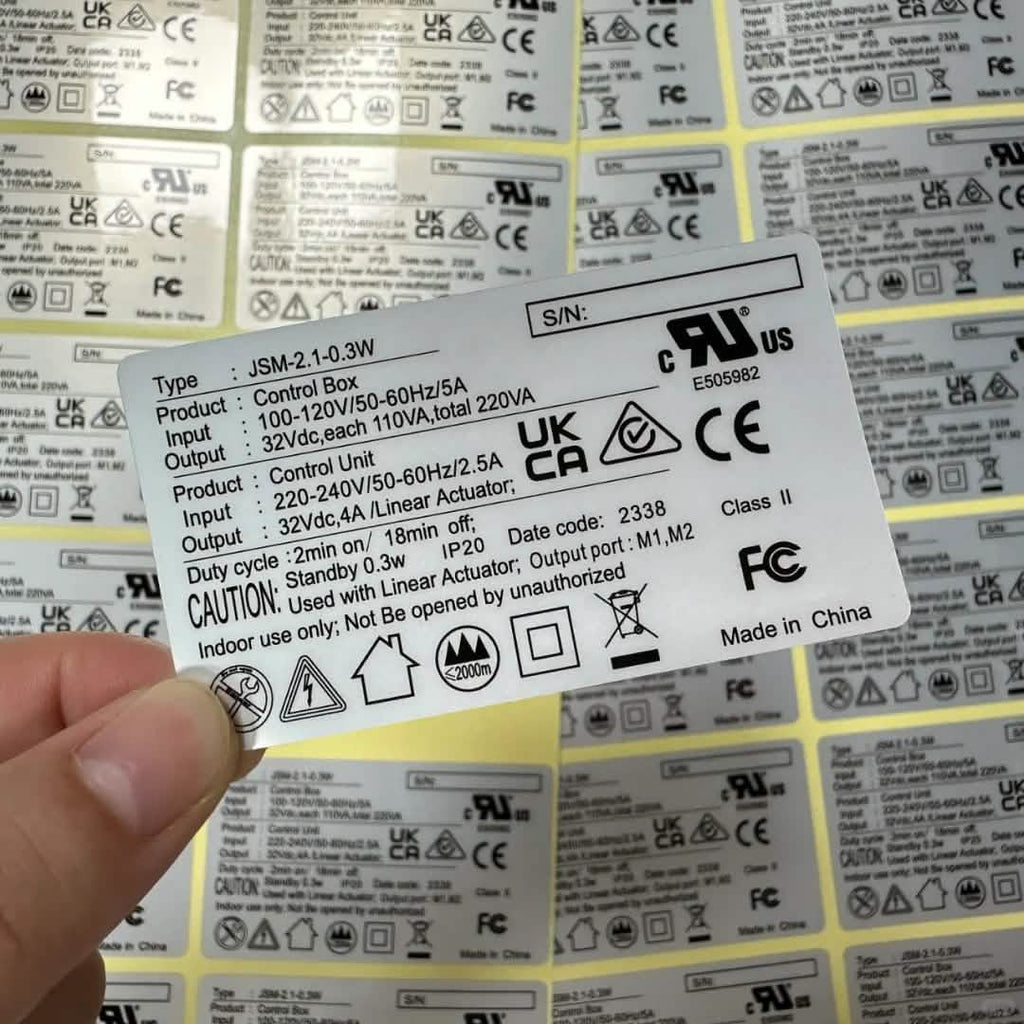 S/N:
Type : JSM-2.1-0.3W
Product : Control Box
Input : 100-120V/50-60Hz/5A
Output : 32Vdc,each 110VA,total 220VA
c RU® US
E505982
Product : Control Unit
Input : 220-240V/50-60Hz/2.5A
Output : 32Vdc,4A /Linear Actuator;
UK
CA
CE
Duty cycle :2min on/ 18min off;
CAUTION: Standby 0.3w IP20 Date code: 2338
Used with Linear Actuator; Output port : M1,M2
Indoor use only; Not Be opened by unauthorized
Class II
FC
≤2000m
Made in China